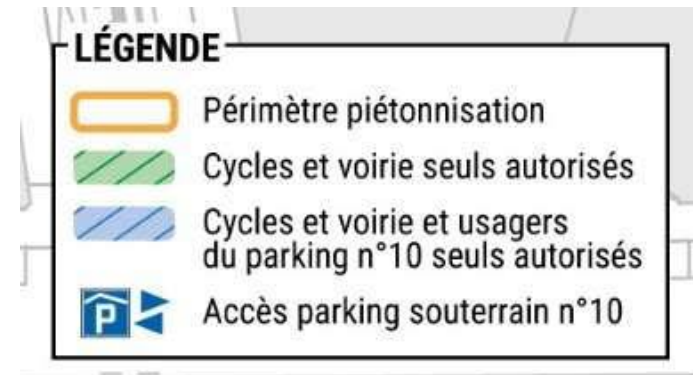 LÉGENDE
Périmètre piétonnisation
Cycles et voirie seuls autorisés
Cycles et voirie et usagers
du parking n°10 seuls autorisés
P
Accès parking souterrain n°10